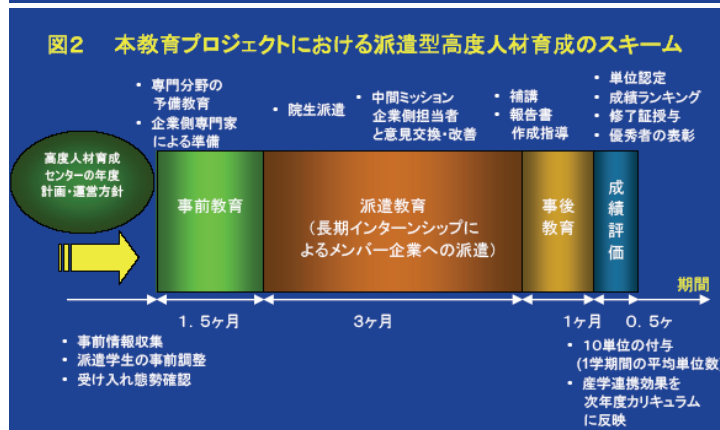 図2　本教育プロジェクトにおける派遣型高度人材育成のスキーム
• 専門分野の
予備教育
• 企業側専門家
による準備
• 院生派遣
• 中間ミッション
企業側担当者
と意見交換・改善
• 補講
• 報告書
作成指導
• 単位認定
• 成績ランキング
• 修了証授与
• 優秀者の表彰
高度人材育成
センターの年度
計画・運営方針
事前教育
派遣教育
(長期インターンシップに
よるメンバー企業への派遣)
事後
教育
成績評価
期間
1.5ヶ月
3ヶ月
1ヶ月
0.5ヶ
• 事前情報収集
• 派遣学生の事前調整
• 受け入れ態勢確認
• 10単位の付与
(1学期間の平均単位数)
• 産学連携効果を
次年度カリキュラム
に反映